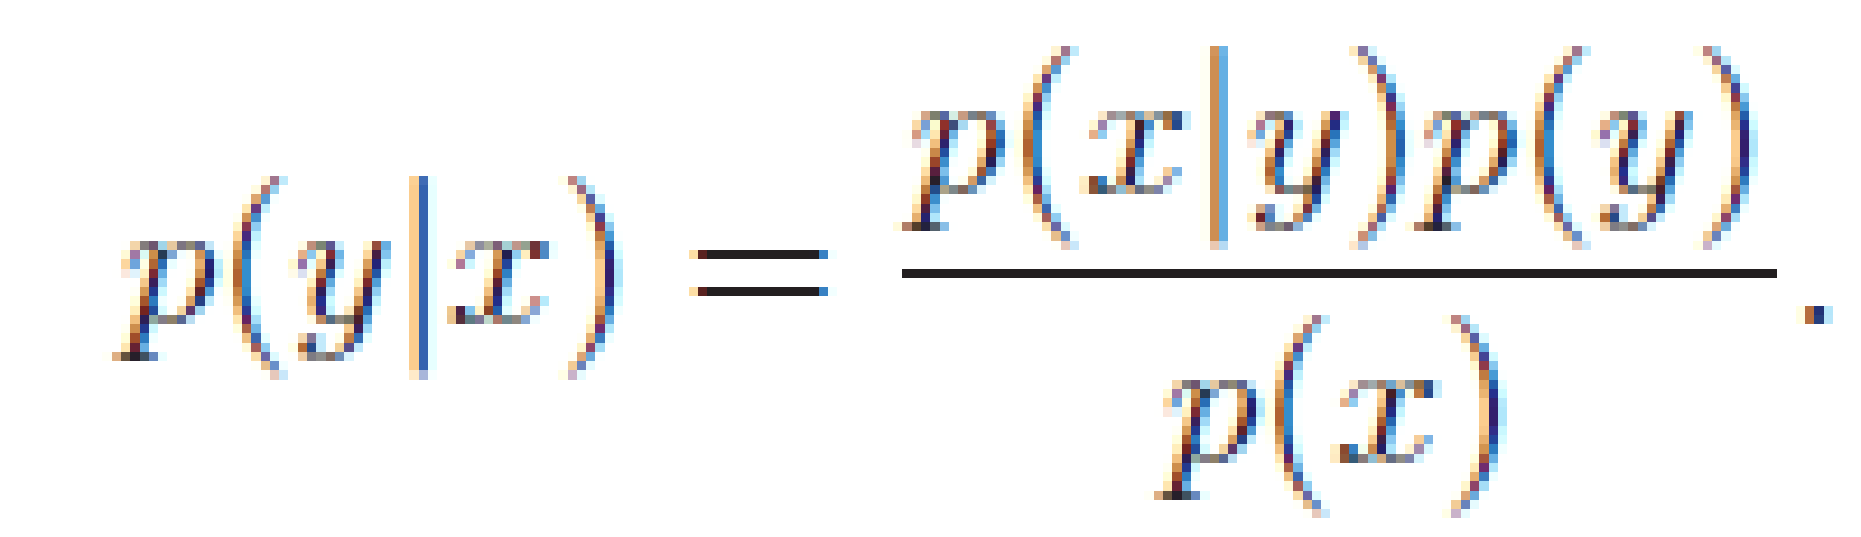 p(y|x) = p(x|y)p(y) / p(x) .